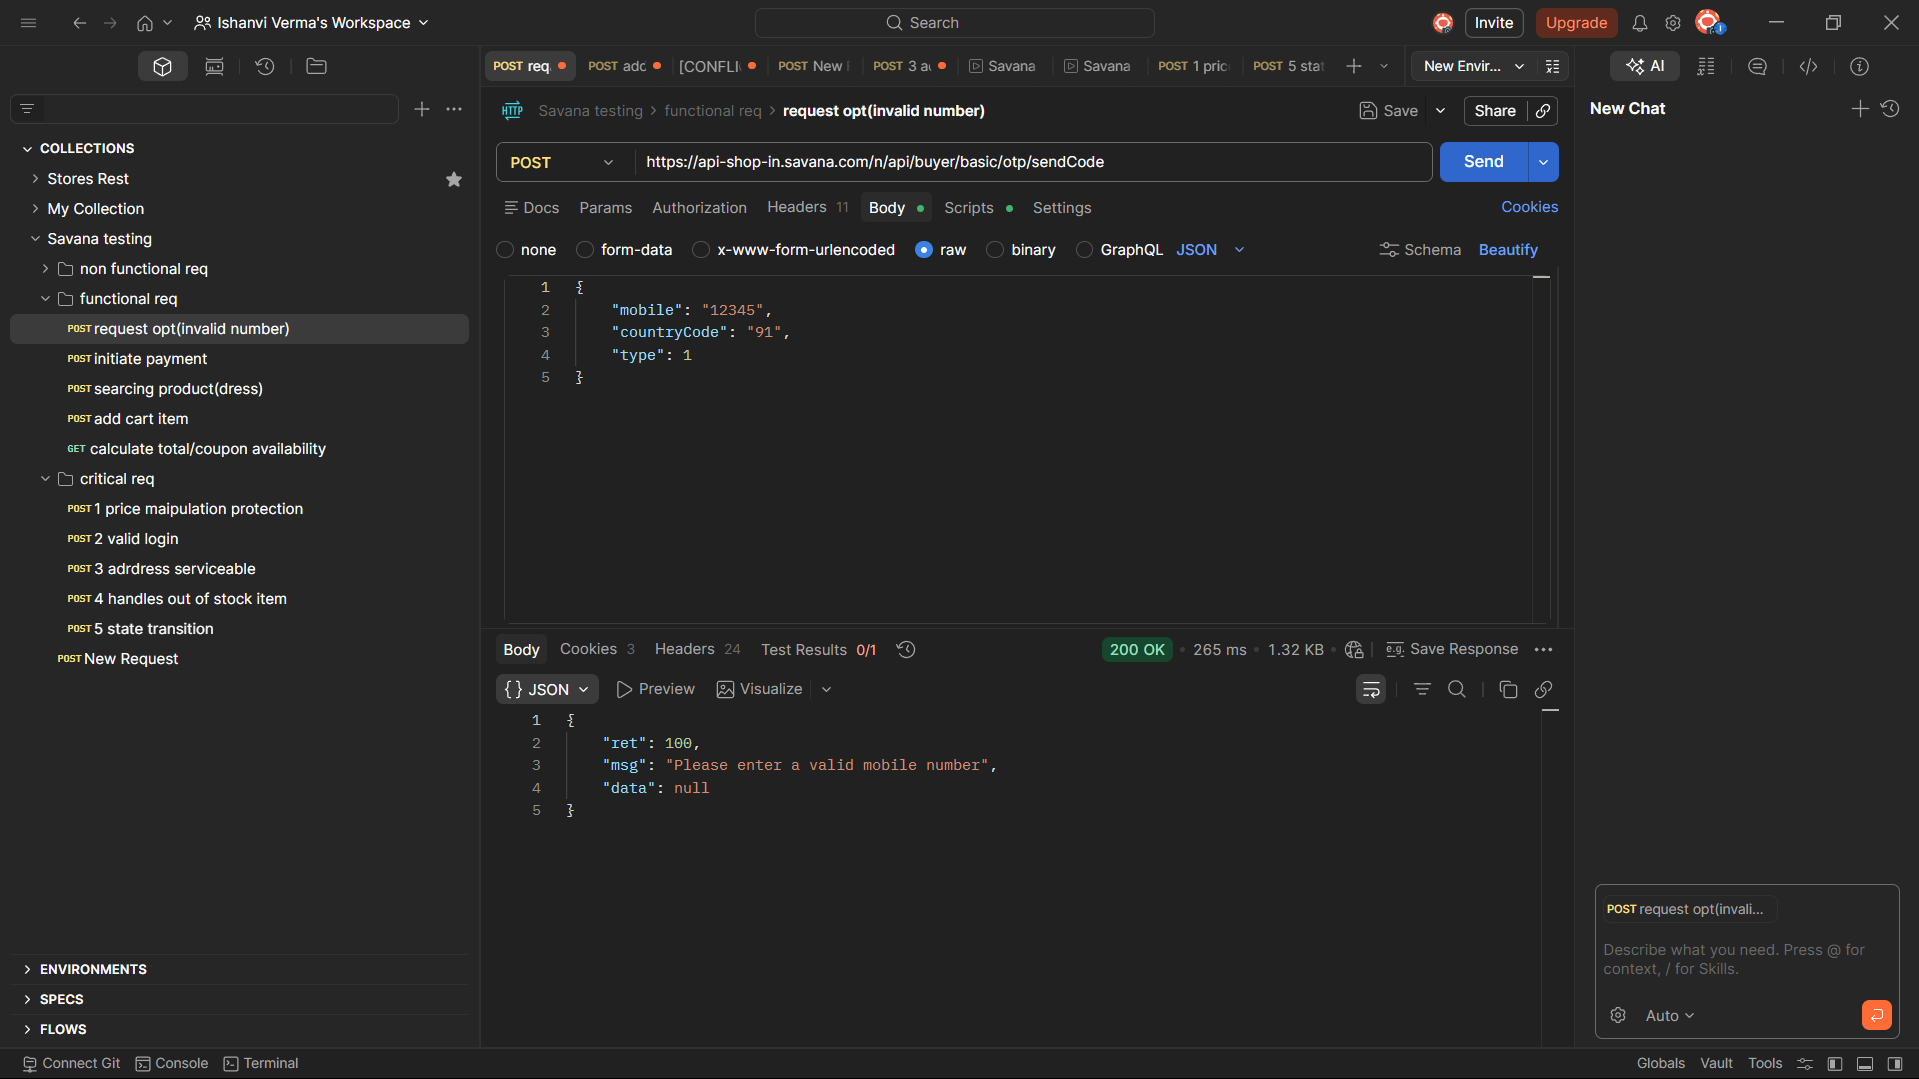 Ishanvi Verma's Workspace
Search
Invite
Upgrade
POST req
POST adc
[CONFLI
POST New
POST 3 a
Savana
Savana
POST 1 pric
POST 5 stat
New Envir...
AI
Savana testing > functional req > request opt(invalid number)
Save
Share
New Chat
COLLECTIONS
Stores Rest
My Collection
Savana testing
non functional req
functional req
POST request opt(invalid number)
POST initiate payment
POST searcing product(dress)
POST add cart item
GET calculate total/coupon availability
critical req
POST 1 price maipulation protection
POST 2 valid login
POST 3 adrdress serviceable
POST 4 handles out of stock item
POST 5 state transition
POST New Request
ENVIRONMENTS
SPECS
FLOWS
POST
https://api-shop-in.savana.com/n/api/buyer/basic/otp/sendCode
Send
Docs Params Authorization Headers 11 Body Scripts Settings
Cookies
none form-data x-www-form-urlencoded raw binary GraphQL JSON
Schema Beautify
1 {
2 "mobile": "12345",
3 "countryCode": "91",
4 "type": 1
5 }
Body Cookies 3 Headers 24 Test Results 0/1
200 OK • 265 ms • 1.32 KB •
e.g. Save Response
{} JSON Preview Visualize
1 {
2 "ret": 100,
3 "msg": "Please enter a valid mobile number",
4 "data": null
5 }
POST request opt(invali...
Describe what you need. Press @ for
context, / for Skills.
Auto
Connect Git Console Terminal
Globals Vault Tools